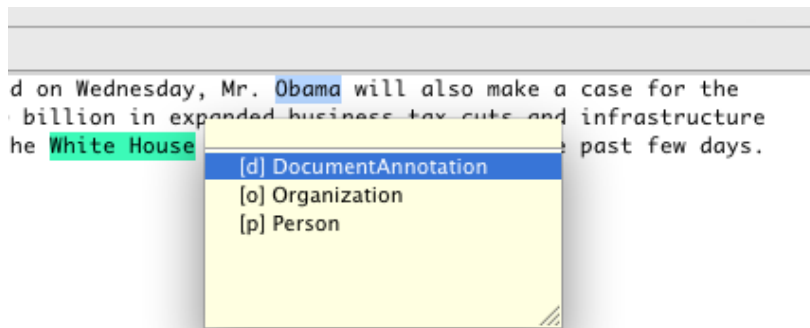 d on Wednesday, Mr. Obama will also make a case for the
billion in expanded business tax cuts and infrastructure
he White House past few days.
[d] DocumentAnnotation
[o] Organization
[p] Person